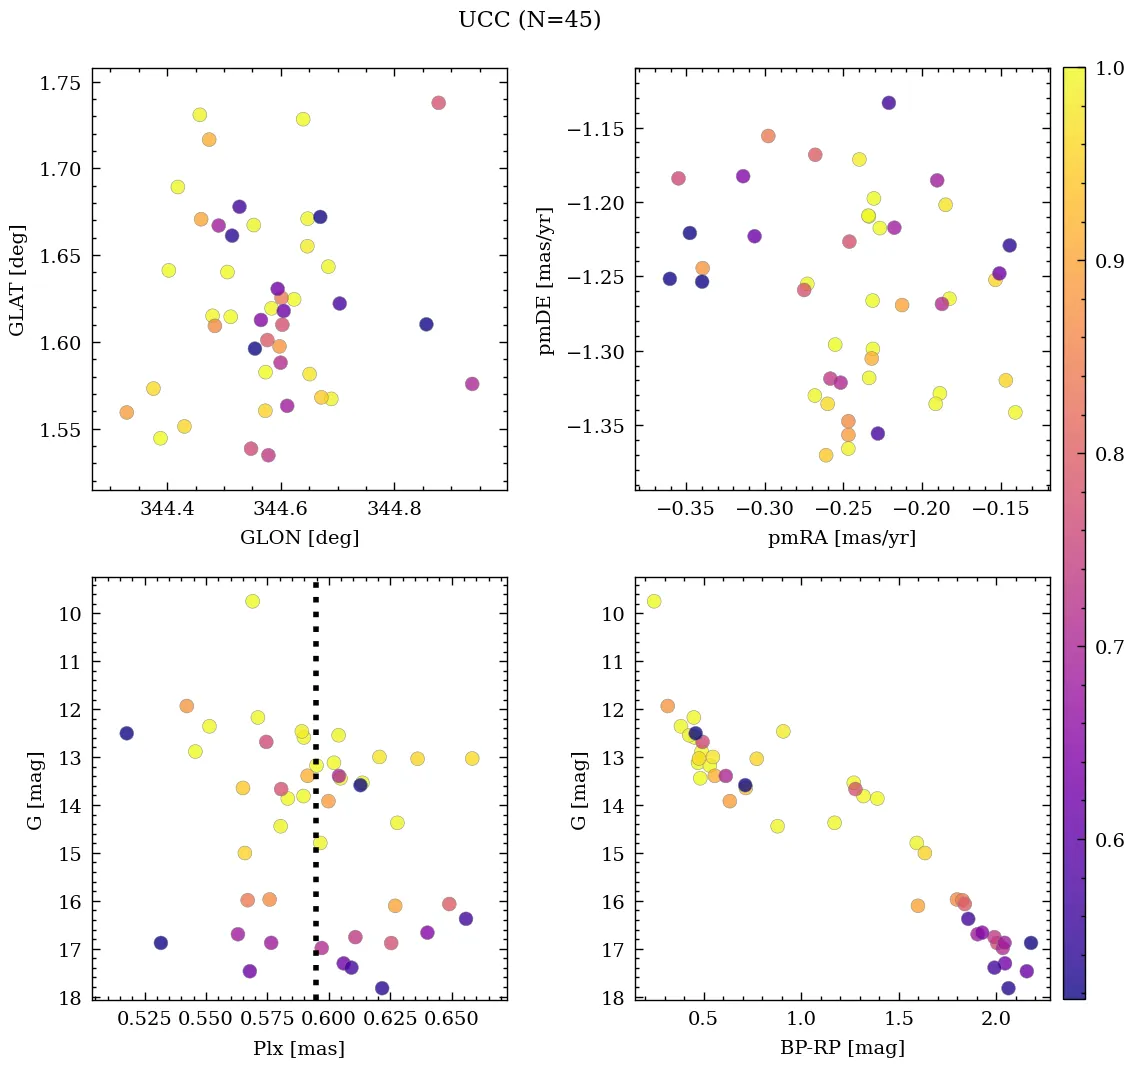 UCC (N=45)
1.75
1.70
1.65
1.60
1.55
GLAT [deg]
344.4 344.6 344.8
GLON [deg]
−1.15
−1.20
−1.25
−1.30
−1.35
pmDE [mas/yr]
−0.35 −0.30 −0.25 −0.20 −0.15
pmRA [mas/yr]
1.0
0.9
0.8
0.7
0.6
10
11
12
13
14
15
16
17
18
G [mag]
0.525 0.550 0.575 0.600 0.625 0.650
Plx [mas]
10
11
12
13
14
15
16
17
18
G [mag]
0.5 1.0 1.5 2.0
BP-RP [mag]